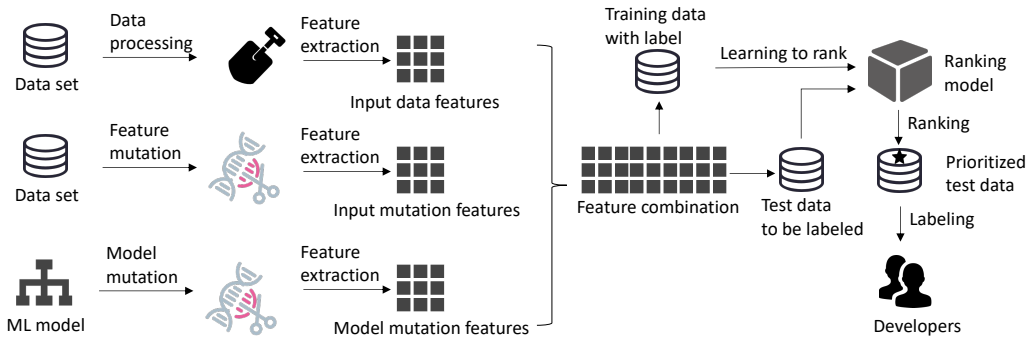 Data
processing
Feature
extraction
Data set
Input data features
Feature
mutation
Feature
extraction
Data set
Input mutation features
Model
mutation
Feature
extraction
ML model
Model mutation features
Training data
with label
Learning to rank
Ranking
model
Feature combination
Test data
to be labeled
Ranking
Prioritized
test data
Labeling
Developers